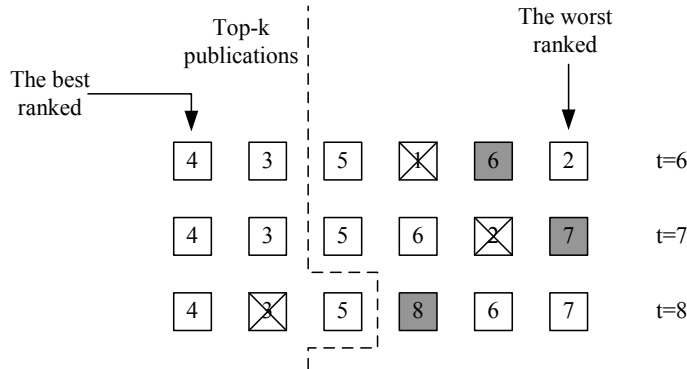 Top-k
publications
The worst
ranked
The best
ranked
4 3 5 1 6 2 t=6
4 3 5 6 2 7 t=7
4 3 5 8 6 7 t=8